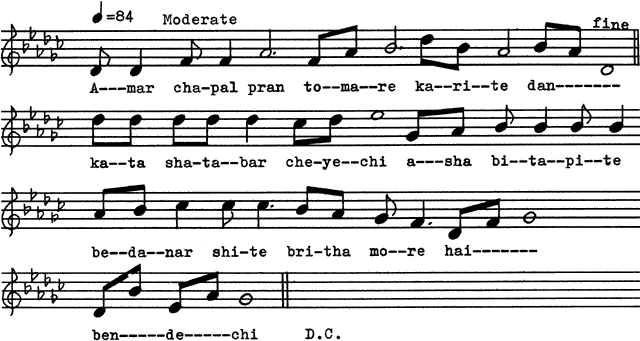 =84 Moderate
fine
A---mar cha-pal pran to--ma--re ka--ri--te dan-------
ka--ta sha-ta--bar che-ye--chi a---sha bi--ta--pi--te
be--da--nar shi-te bri-tha mo--re hai-------
ben-----de-----chi D.C.